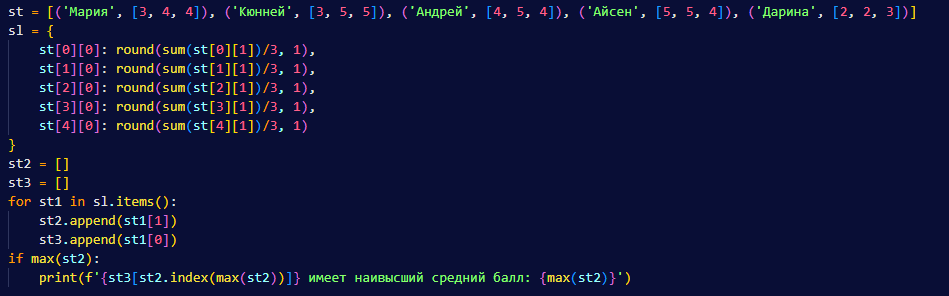 st = [('Мария', [3, 4, 4]), ('Кюнней', [3, 5, 5]), ('Андрей', [4, 5, 4]), ('Айсен', [5, 5, 4]), ('Дарина', [2, 2, 3])]
sl = {
    st[0][0]: round(sum(st[0][1])/3, 1),
    st[1][0]: round(sum(st[1][1])/3, 1),
    st[2][0]: round(sum(st[2][1])/3, 1),
    st[3][0]: round(sum(st[3][1])/3, 1),
    st[4][0]: round(sum(st[4][1])/3, 1)
}
st2 = []
st3 = []
for st1 in sl.items():
    st2.append(st1[1])
    st3.append(st1[0])
if max(st2):
    print(f'{st3[st2.index(max(st2))]} имеет наивысший средний балл: {max(st2)}')